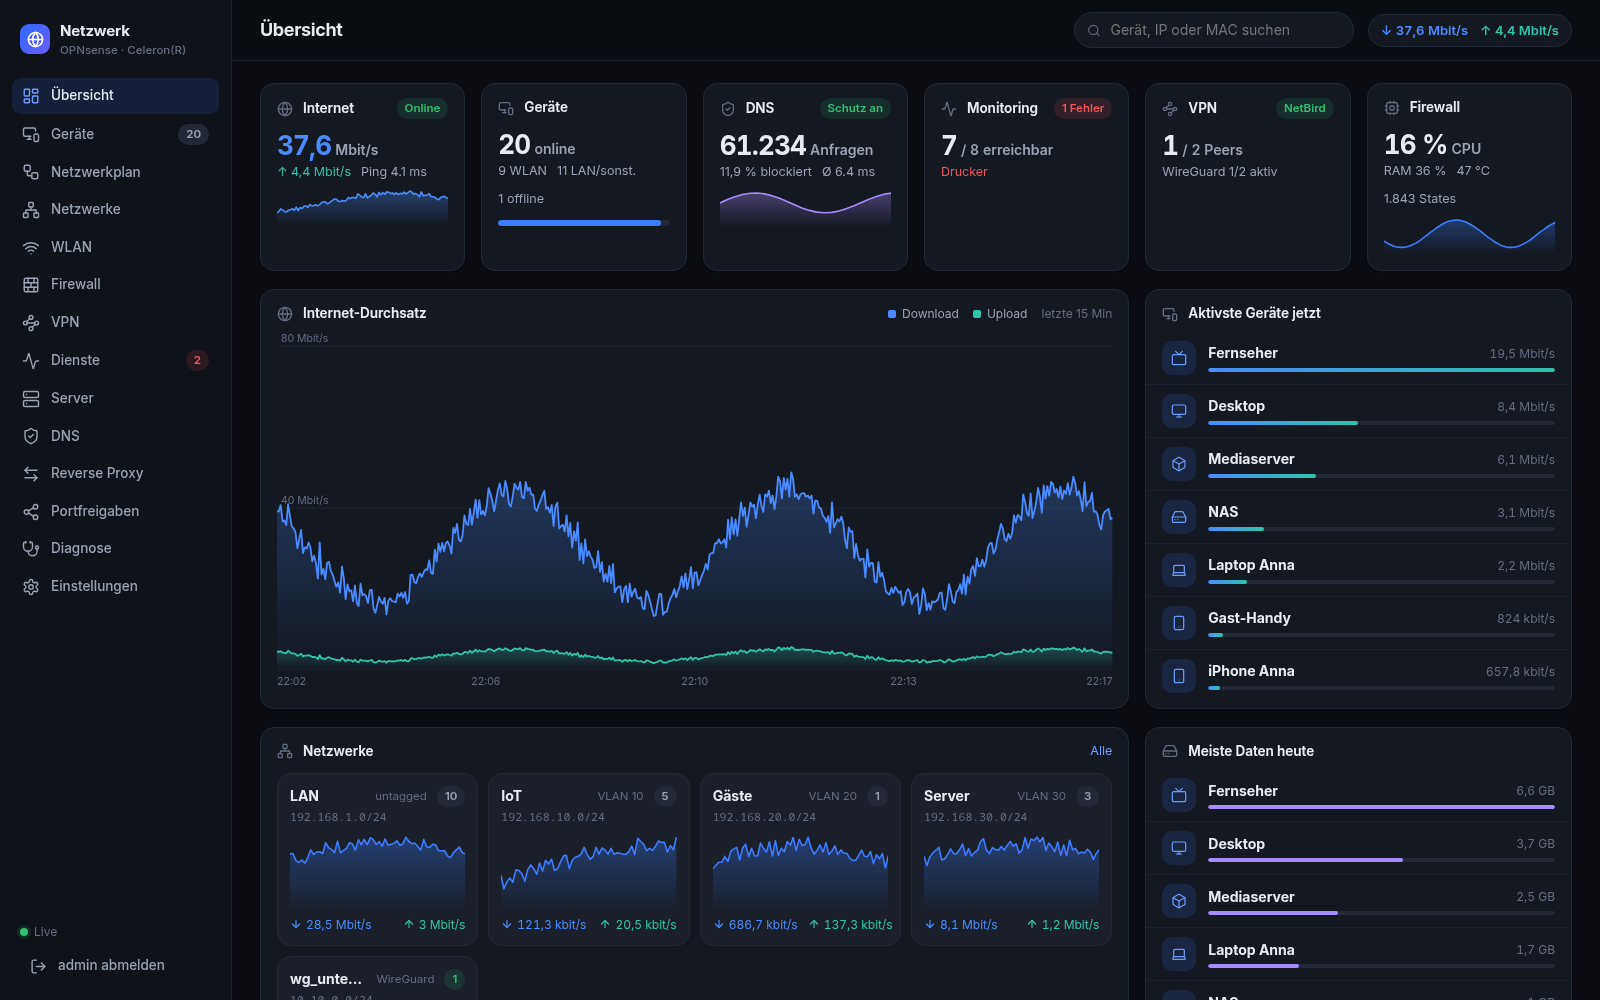 Netzwerk
OPNsense · Celeron(R)
Übersicht
Geräte 20
Netzwerkplan
Netzwerke
WLAN
Firewall
VPN
Dienste 2
Server
DNS
Reverse Proxy
Portfreigaben
Diagnose
Einstellungen
Live
admin abmelden
Übersicht
Gerät, IP oder MAC suchen
↓ 37,6 Mbit/s ↑ 4,4 Mbit/s
Internet Online
37,6 Mbit/s
↑ 4,4 Mbit/s Ping 4.1 ms
Geräte
20 online
9 WLAN 11 LAN/sonst.
1 offline
DNS Schutz an
61.234 Anfragen
11,9 % blockiert Ø 6.4 ms
Monitoring 1 Fehler
7 / 8 erreichbar
Drucker
VPN NetBird
1 / 2 Peers
WireGuard 1/2 aktiv
Firewall
16 % CPU
RAM 36 % 47 °C
1.843 States
Internet-Durchsatz
Download Upload letzte 15 Min
80 Mbit/s
40 Mbit/s
22:02 22:06 22:10 22:13 22:17
Aktivste Geräte jetzt
Fernseher 19,5 Mbit/s
Desktop 8,4 Mbit/s
Mediaserver 6,1 Mbit/s
NAS 3,1 Mbit/s
Laptop Anna 2,2 Mbit/s
Gast-Handy 824 kbit/s
iPhone Anna 657,8 kbit/s
Netzwerke Alle
LAN untagged 10
192.168.1.0/24
↓ 28,5 Mbit/s ↑ 3 Mbit/s
IoT VLAN 10 5
192.168.10.0/24
↓ 121,3 kbit/s ↑ 20,5 kbit/s
Gäste VLAN 20 1
192.168.20.0/24
↓ 686,7 kbit/s ↑ 137,3 kbit/s
Server VLAN 30 3
192.168.30.0/24
↓ 8,1 Mbit/s ↑ 1,2 Mbit/s
wg_unte... WireGuard 1
Meiste Daten heute
Fernseher 6,6 GB
Desktop 3,7 GB
Mediaserver 2,5 GB
Laptop Anna 1,7 GB